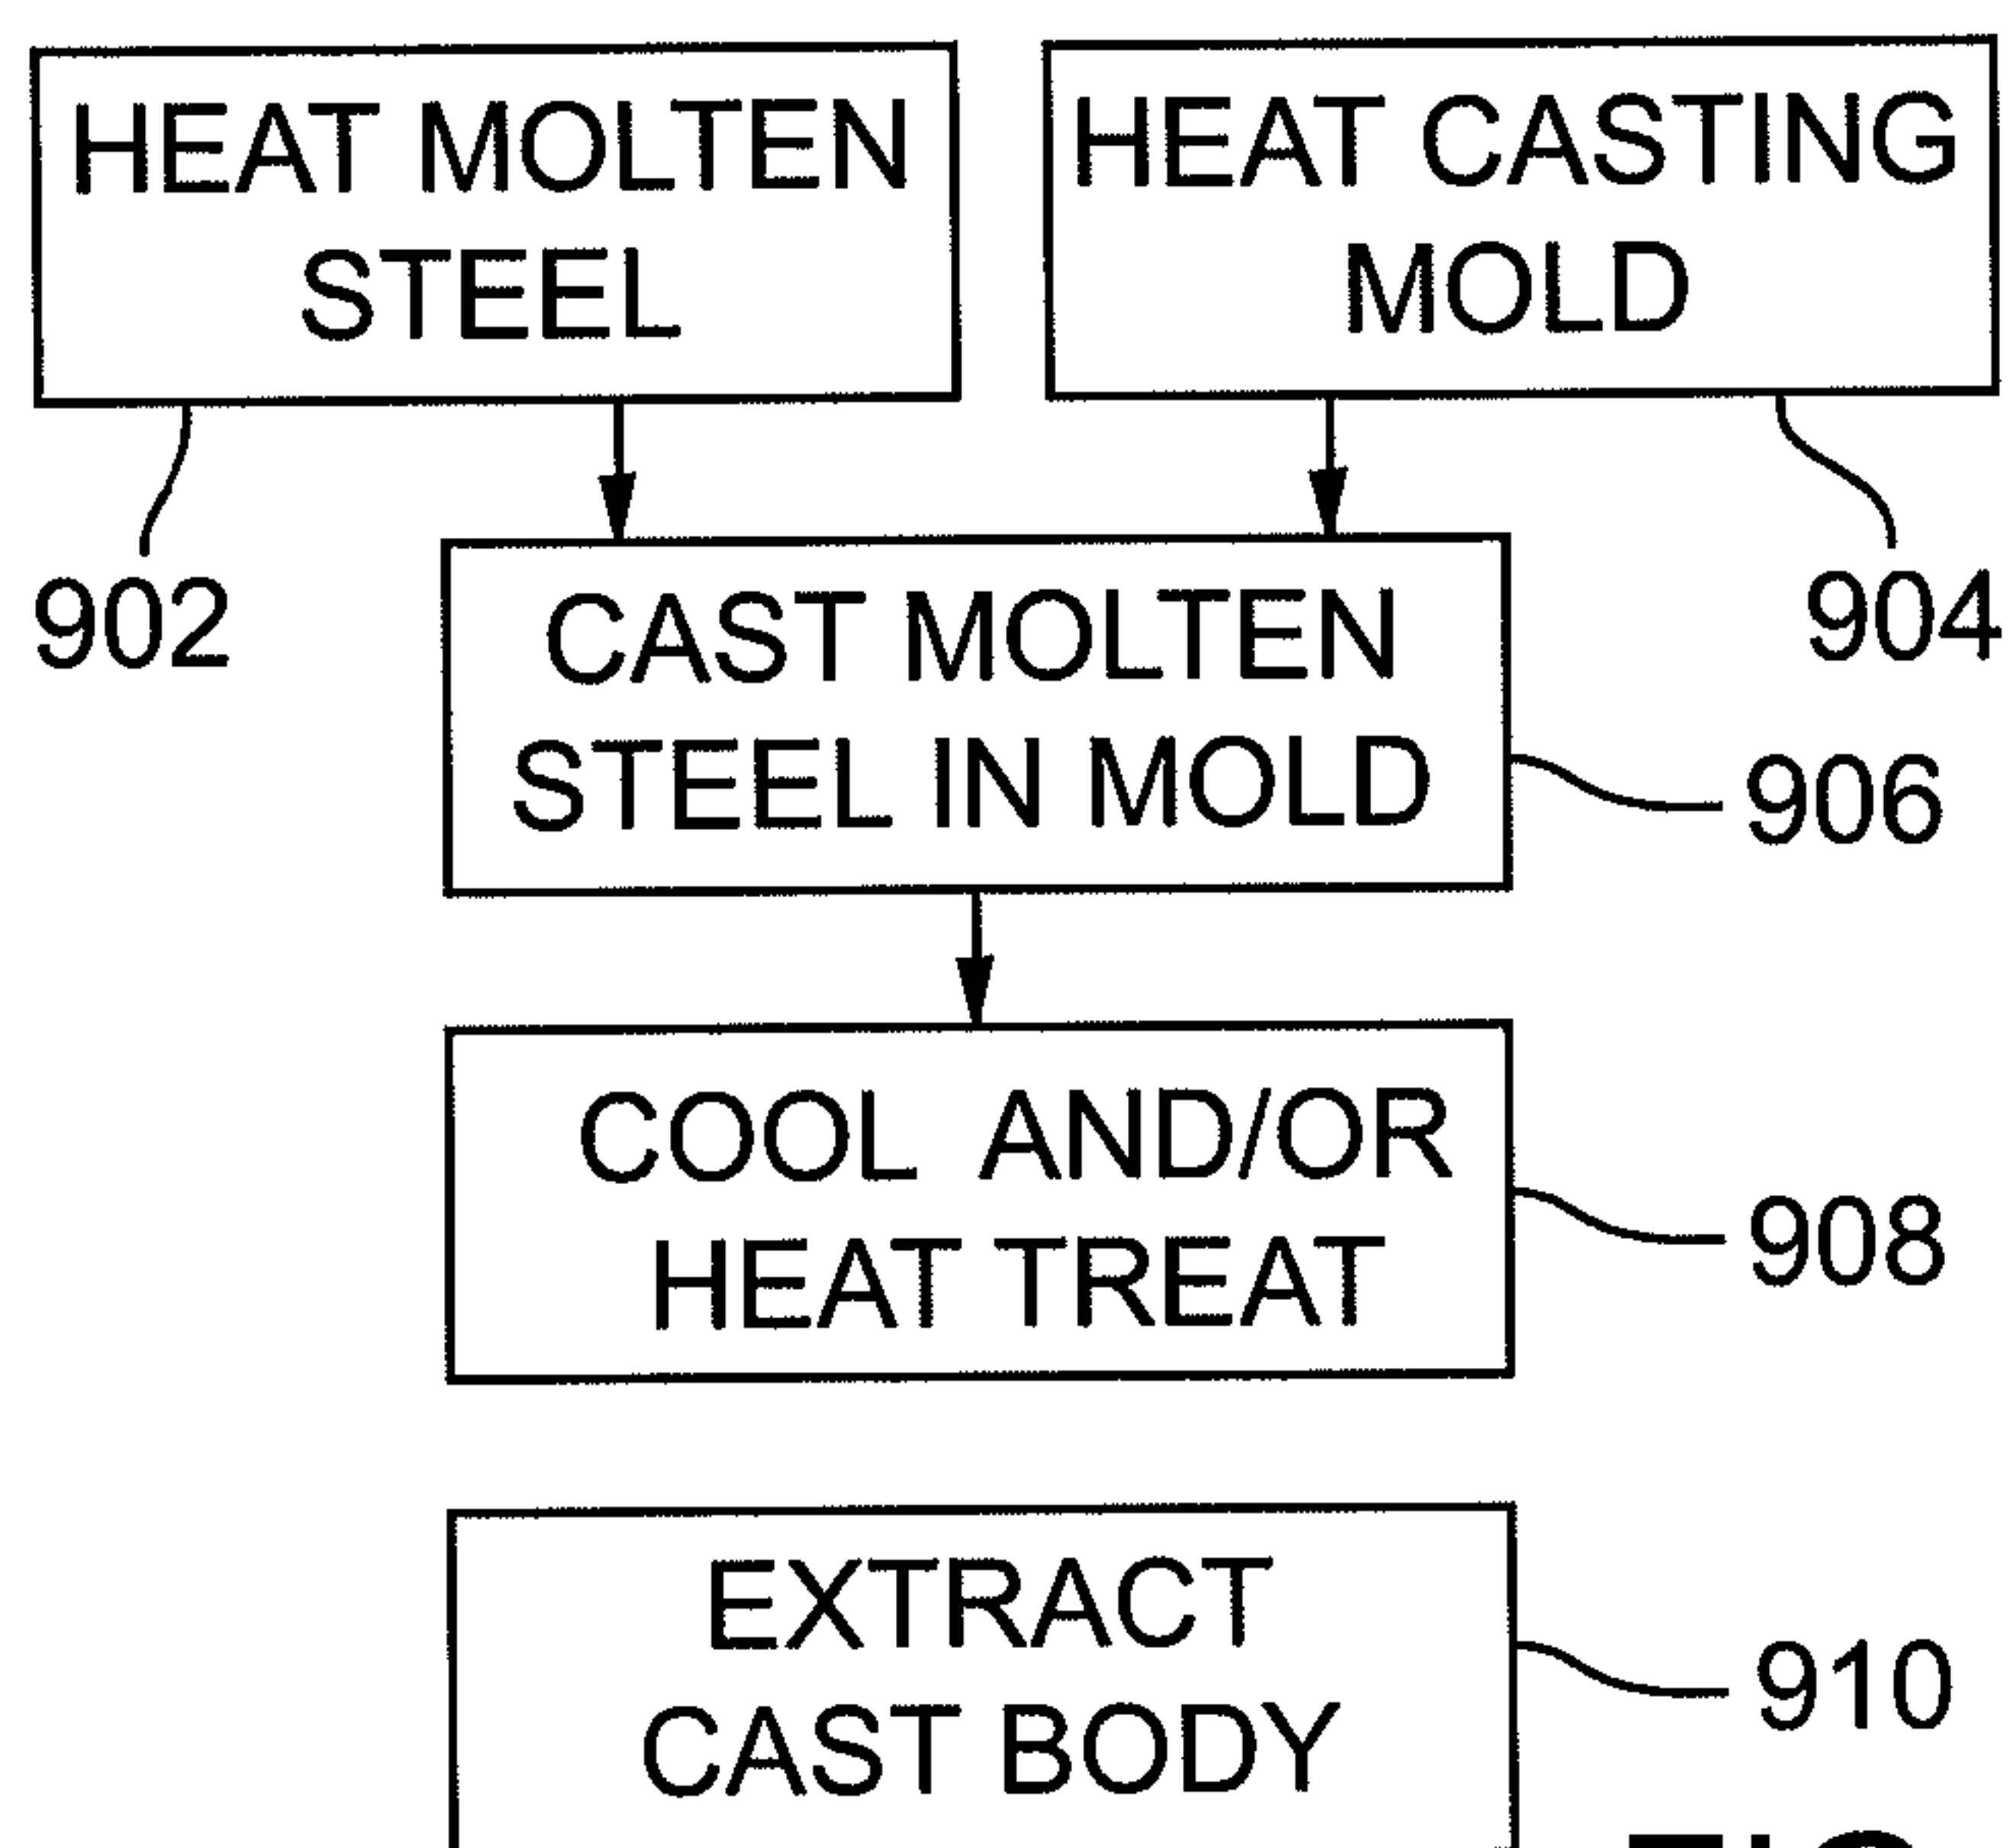 HEAT MOLTEN
STEEL
HEAT CASTING
MOLD
902
904
CAST MOLTEN
STEEL IN MOLD
906
COOL AND/OR
HEAT TREAT
908
EXTRACT
CAST BODY
910